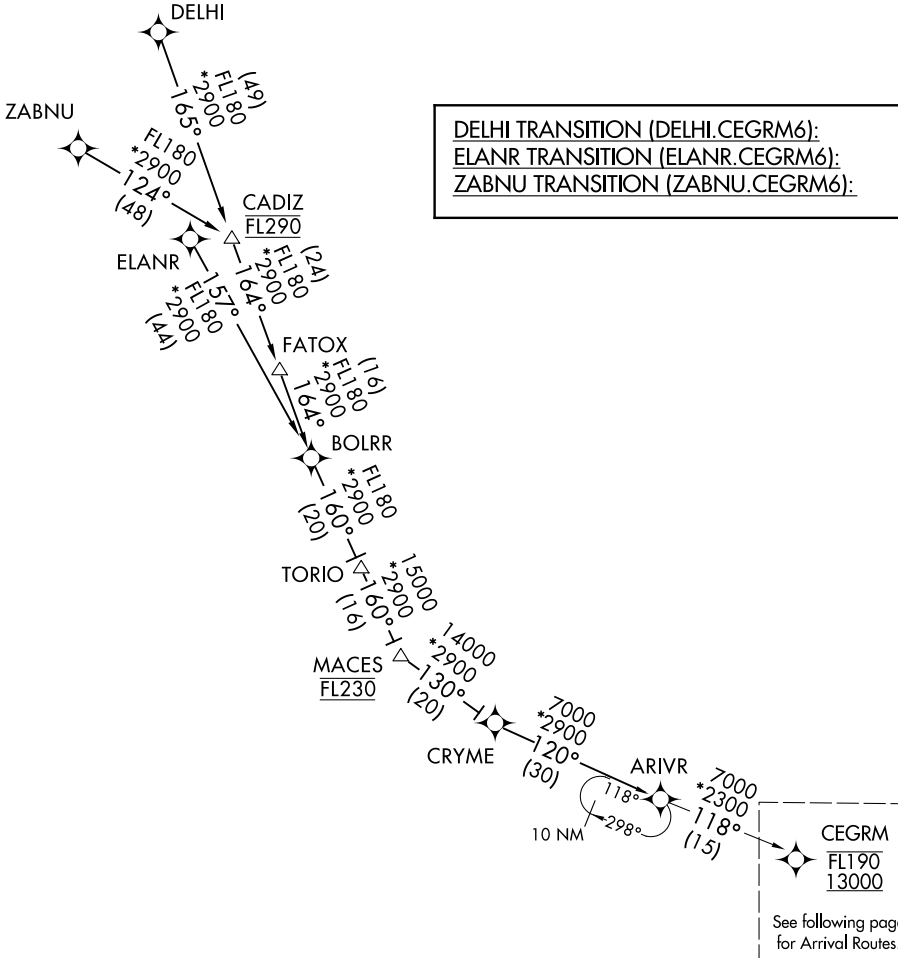 DELHI
(49)
FL180
*2900
165°
ZABNU
FL180
*2900
124°
(48)
DELHI TRANSITION (DELHI.CEGRM6):
ELANR TRANSITION (ELANR.CEGRM6):
ZABNU TRANSITION (ZABNU.CEGRM6):
CADIZ
FL290
ELANR
(24)
FL180
*2900
164°
157°
FL180
*2900
(44)
FATOX
(16)
FL180
*2900
164°
BOLRR
FL180
*2900
160°
(20)
TORIO
15000
*2900
160°
(16)
MACES
FL230
14000
*2900
130°
(20)
CRYME
7000
*2900
120°
(30)
ARIVR
118°
298°
10 NM
7000
*2300
118°
(15)
CEGRM
FL190
13000
See following page
for Arrival Routes.